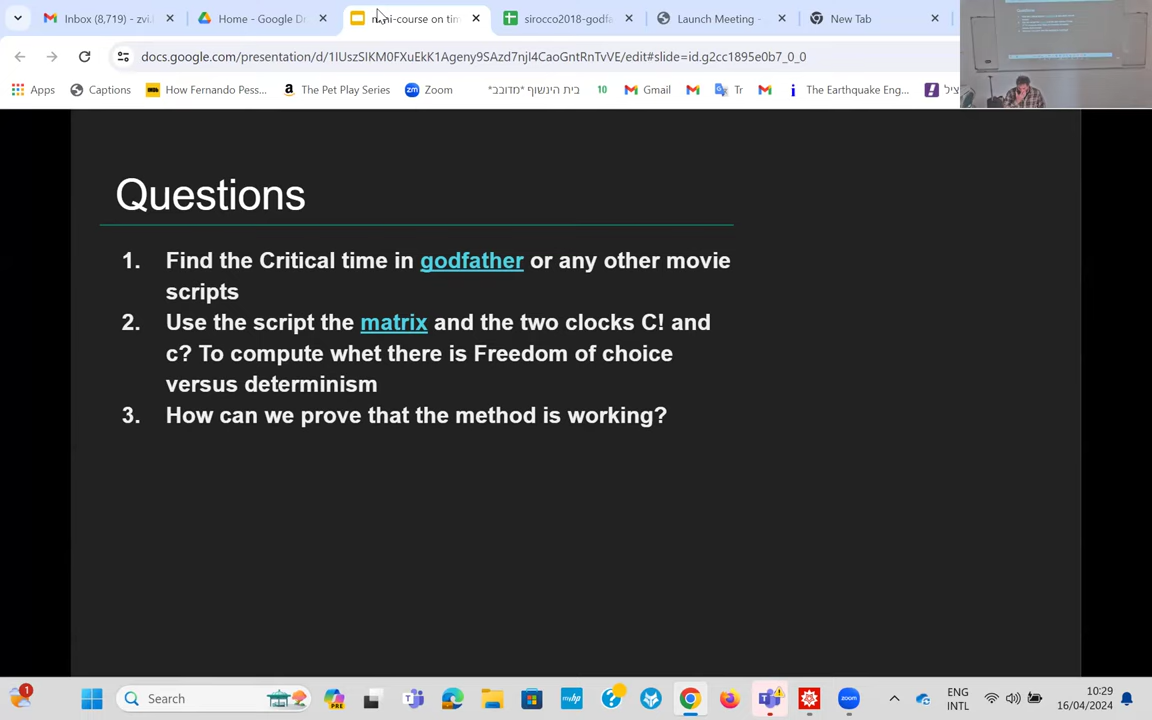 Inbox (8,719) - zvi.l
Home - Google Dr
mini-course on tim
sirocco2018-godfa
Launch Meeting -
New Tab
docs.google.com/presentation/d/1IUszSIKM0FXuEkK1Ageny9SAzd7njI4CaoGntRnTvVE/edit#slide=id.g2cc1895e0b7_0_0
Apps
Captions
How Fernando Pess...
The Pet Play Series
Zoom
*בית הינשוף *מדוכב
10
Gmail
Tr
The Earthquake Eng...
ציל
Questions
1. Find the Critical time in godfather or any other movie
scripts
2. Use the script the matrix and the two clocks C! and
c? To compute whet there is Freedom of choice
versus determinism
3. How can we prove that the method is working?
1
Search
PRE
ENG
INTL
10:29
16/04/2024